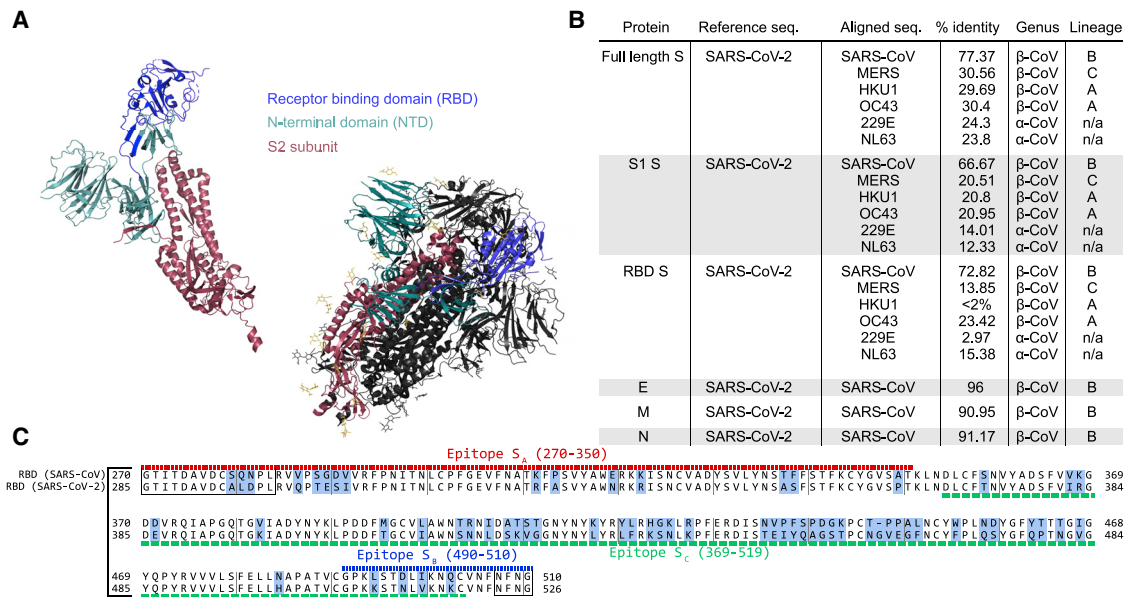 A
Receptor binding domain (RBD)
N-terminal domain (NTD)
S2 subunit
B
Protein Reference seq. Aligned seq. % identity Genus Lineage
Full length S SARS-CoV-2 SARS-CoV 77.37 β-CoV B
MERS 30.56 β-CoV C
HKU1 29.69 β-CoV A
OC43 30.4 β-CoV A
229E 24.3 α-CoV n/a
NL63 23.8 α-CoV n/a
S1 S SARS-CoV-2 SARS-CoV 66.67 β-CoV B
MERS 20.51 β-CoV C
HKU1 20.8 β-CoV A
OC43 20.95 β-CoV A
229E 14.01 α-CoV n/a
NL63 12.33 α-CoV n/a
RBD S SARS-CoV-2 SARS-CoV 72.82 β-CoV B
MERS 13.85 β-CoV C
HKU1 <2% β-CoV A
OC43 23.42 β-CoV A
229E 2.97 α-CoV n/a
NL63 15.38 α-CoV n/a
E SARS-CoV-2 SARS-CoV 96 β-CoV B
M SARS-CoV-2 SARS-CoV 90.95 β-CoV B
N SARS-CoV-2 SARS-CoV 91.17 β-CoV B
C
Epitope SA (270-350)
RBD (SARS-CoV) 270 GTITDAVDCSQNPLRVVPSGDVVRFPNITNLCPFGEVFNATKFPSVYAWERKKISNCVADYSVLYNSTFFSTFKCYGVSATKLNDLCFSNVYADSFVVKG 369
RBD (SARS-CoV-2) 285 GTITDAVDCALDPLRVQPTESIVRFPNITNLCPFGEVFNATKFASVYAWNRKRISNCVADYSVLYNSASFSTFKCYGVSPTKLNDLCFTNVYADSFVIRG 384
370 DDVRQIAPGQTGVIADYNYKLPDDFMGCVLAWNTRNIDATSTGNYNYKYRYLRHGKLRPFERDISNVPFSPDGKPCT-PPALNCYWPLNDYGFYTTTGIG 468
385 DEVRQIAPGQTGKIADYNYKLPDDFTGCVIAWNSNNLDSKVGGNYNYLYRLFRKSNLKPFERDISTEIYQAGSTPCNGVEGFNCYFPLQSYGFQPTNGVG 484
Epitope SB (490-510) Epitope SC (369-519)
469 YQPYRVVVLSFELLNAPATVCGPKLSTDLIKNQCVNFNFNG 510
485 YQPYRVVVLSFELLHAPATVCGPKKSTNLVKNKCVNFNFNG 526